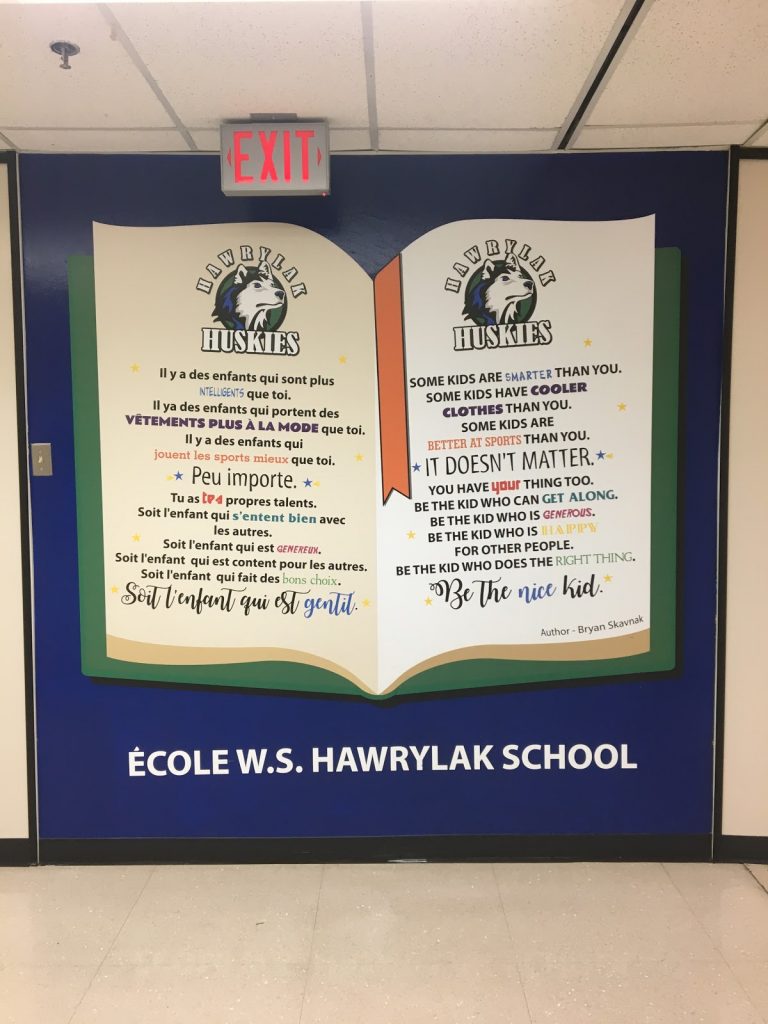 EXIT
HAWRYLAK
HUSKIES
Il y a des enfants qui sont plus
INTELLIGENTS que toi.
Il ya des enfants qui portent des
VÊTEMENTS PLUS À LA MODE que toi.
Il y a des enfants qui
jouent les sports mieux que toi.
Peu importe.
Tu as tes propres talents.
Soit l'enfant qui s'entent bien avec
les autres.
Soit l'enfant qui est GENEREUX.
Soit l'enfant qui est content pour les autres.
Soit l'enfant qui fait des bons choix.
Soit l'enfant qui est gentil.
HAWRYLAK
HUSKIES
SOME KIDS ARE SMARTER THAN YOU.
SOME KIDS HAVE COOLER
CLOTHES THAN YOU.
SOME KIDS ARE
BETTER AT SPORTS THAN YOU.
IT DOESN'T MATTER.
YOU HAVE your THING TOO.
BE THE KID WHO CAN GET ALONG.
BE THE KID WHO IS GENEROUS.
BE THE KID WHO IS HAPPY
FOR OTHER PEOPLE.
BE THE KID WHO DOES THE RIGHT THING.
Be the nice kid.
Author - Bryan Skavnak
ÉCOLE W.S. HAWRYLAK SCHOOL